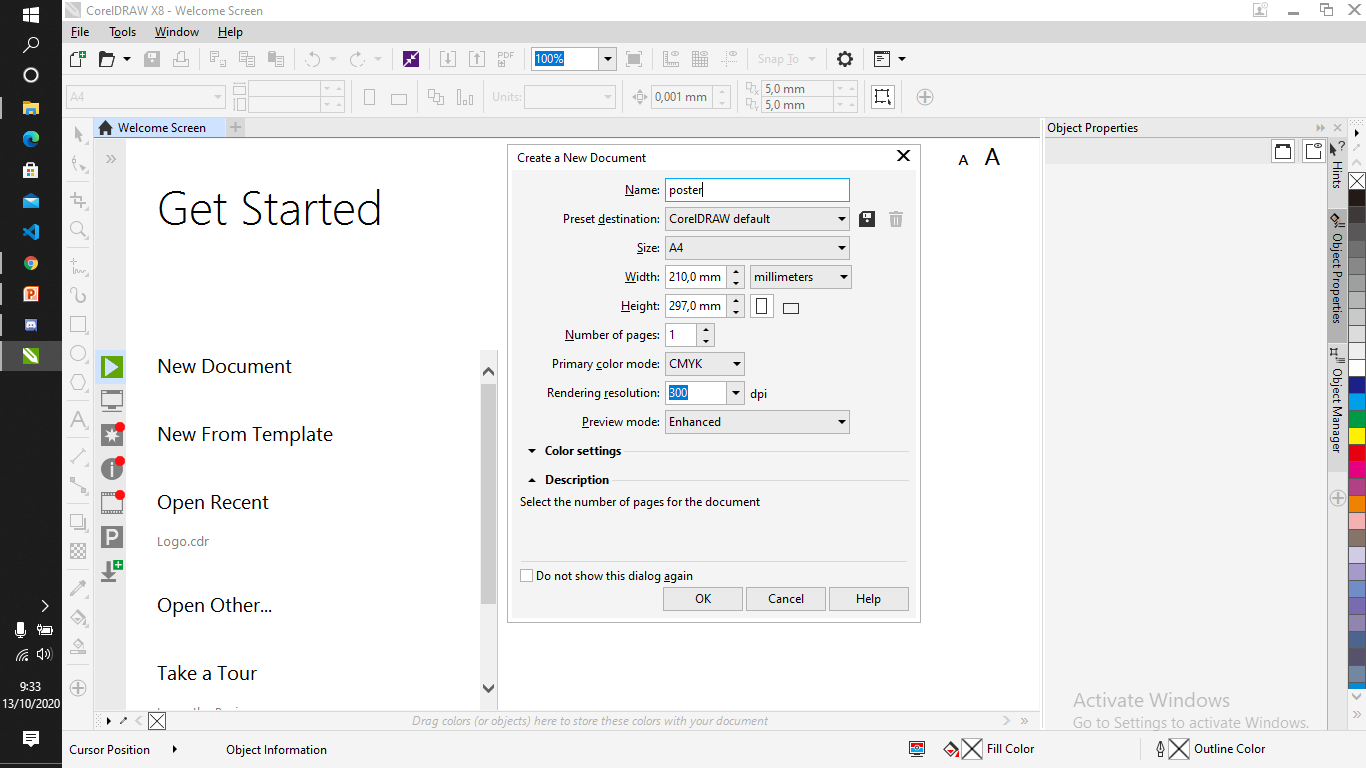 CorelDRAW X8 - Welcome Screen
File Tools Window Help
PDF
100%
Snap To
A4
Units:
0,001 mm
5,0 mm
5,0 mm
Welcome Screen
Object Properties
Get Started
New Document
New From Template
Open Recent
Logo.cdr
Open Other...
Take a Tour
Create a New Document
Name: poster
Preset destination: CorelDRAW default
Size: A4
Width: 210,0 mm millimeters
Height: 297,0 mm
Number of pages: 1
Primary color mode: CMYK
Rendering resolution: 300 dpi
Preview mode: Enhanced
Color settings
Description
Select the number of pages for the document
Do not show this dialog again
OK Cancel Help
A A
Hints
Object Properties
Object Manager
Activate Windows
Go to Settings to activate Windows.
Drag colors (or objects) here to store these colors with your document
Cursor Position
Object Information
Fill Color
Outline Color
9:33
13/10/2020